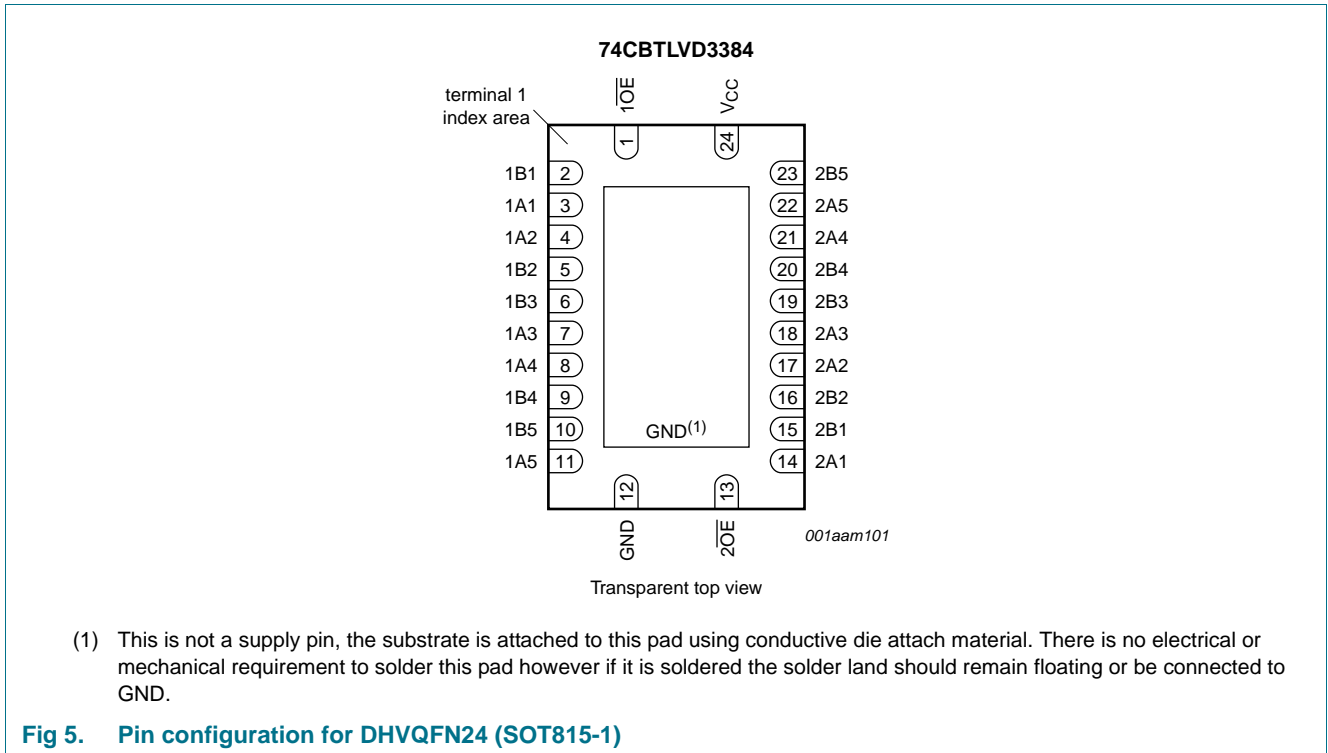 74CBTLVD3384
terminal 1
index area
1OE
VCC
1
24
1B1 2
23 2B5
1A1 3
22 2A5
1A2 4
21 2A4
1B2 5
20 2B4
1B3 6
19 2B3
1A3 7
18 2A3
1A4 8
17 2A2
1B4 9
16 2B2
1B5 10
GND(1)
15 2B1
1A5 11
14 2A1
12
13
GND
2OE
001aam101
Transparent top view
(1) This is not a supply pin, the substrate is attached to this pad using conductive die attach material. There is no electrical or
mechanical requirement to solder this pad however if it is soldered the solder land should remain floating or be connected to
GND.
Fig 5. Pin configuration for DHVQFN24 (SOT815-1)